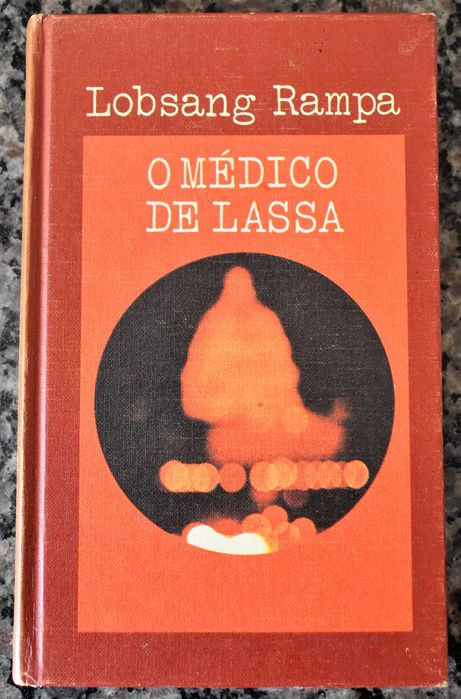 Lobsang Rampa
O MÉDICO
DE LASSA